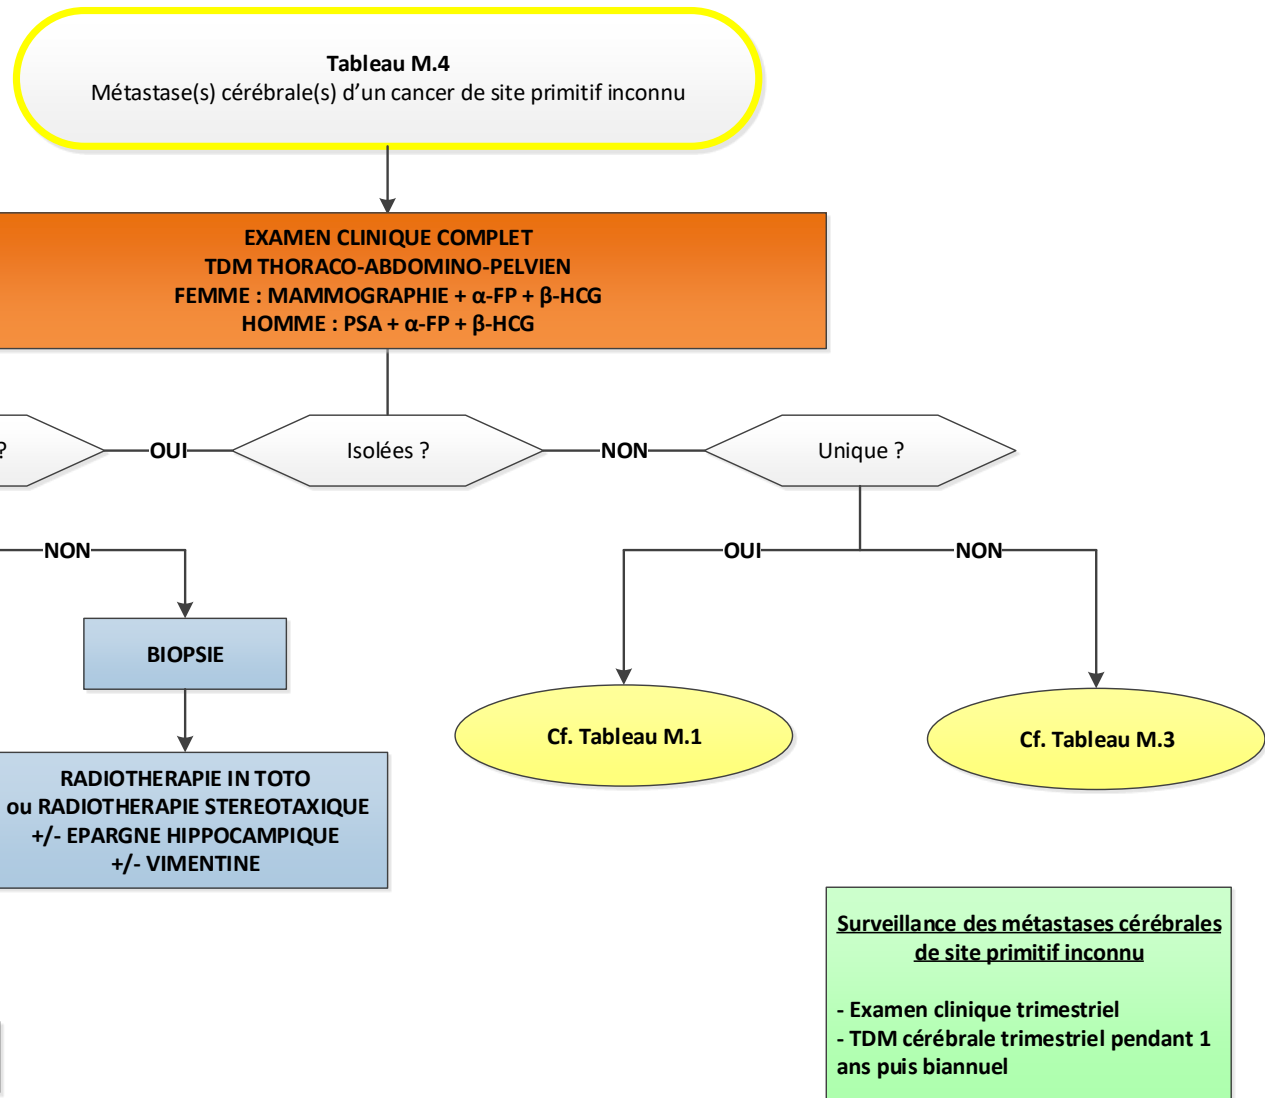 Tableau M.4
Métastase(s) cérébrale(s) d'un cancer de site primitif inconnu
EXAMEN CLINIQUE COMPLET
TDM THORACO-ABDOMINO-PELVIEN
FEMME : MAMMOGRAPHIE + α-FP + β-HCG
HOMME : PSA + α-FP + β-HCG
?
OUI
Isolées ?
NON
Unique ?
NON
OUI
NON
BIOPSIE
Cf. Tableau M.1
Cf. Tableau M.3
RADIOTHERAPIE IN TOTO
ou RADIOTHERAPIE STEREOTAXIQUE
+/- EPARGNE HIPPOCAMPIQUE
+/- VIMENTINE
Surveillance des métastases cérébrales
de site primitif inconnu
- Examen clinique trimestriel
- TDM cérébrale trimestriel pendant 1
ans puis biannuel